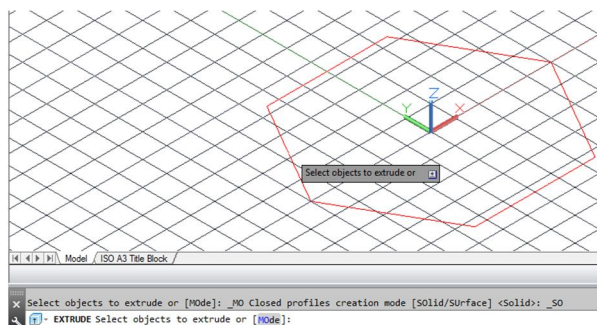 Z
Y X
Select objects to extrude or
Model ISO A3 Title Block
Select objects to extrude or [MOde]: _MO Closed profiles creation mode [SOlid/SUrface] <Solid>: _SO
EXTRUDE Select objects to extrude or [MOde]: